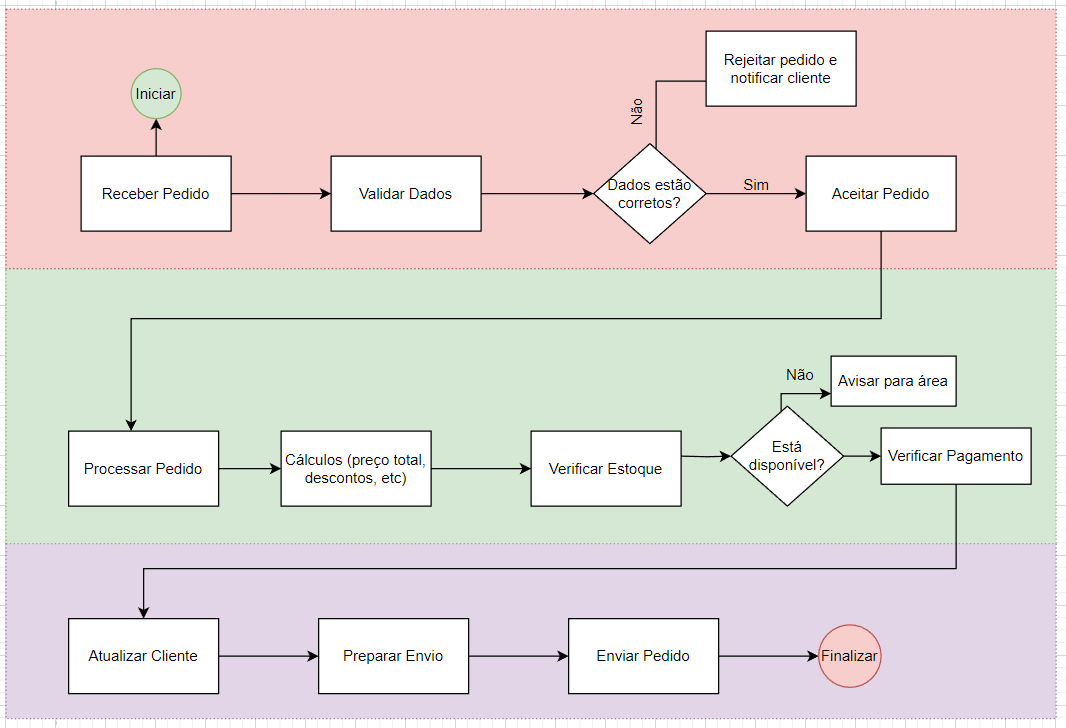 Rejeitar pedido e
notificar cliente
Iniciar
Não
Receber Pedido
Validar Dados
Dados estão
corretos?
Sim
Aceitar Pedido
Não
Avisar para área
Processar Pedido
Cálculos (preço total,
descontos, etc)
Verificar Estoque
Está
disponível?
Verificar Pagamento
Atualizar Cliente
Preparar Envio
Enviar Pedido
Finalizar